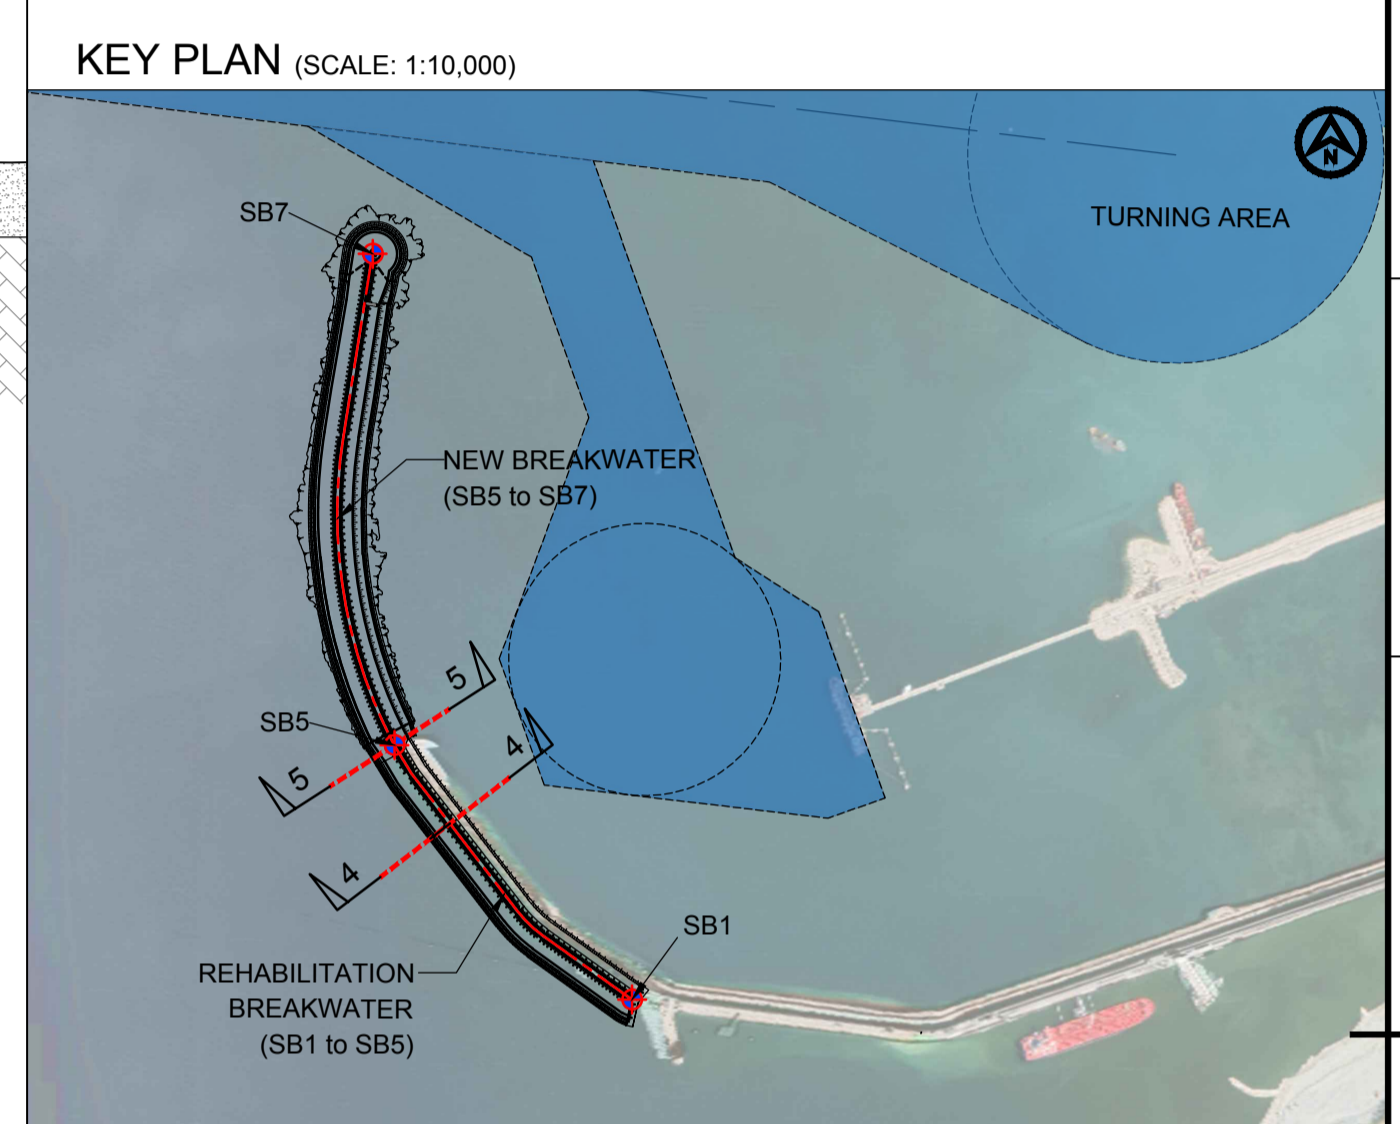 KEY PLAN (SCALE: 1:10,000)
N
TURNING AREA
SB7
NEW BREAKWATER
(SB5 to SB7)
5
SB5
4
5
4
SB1
REHABILITATION
BREAKWATER
(SB1 to SB5)